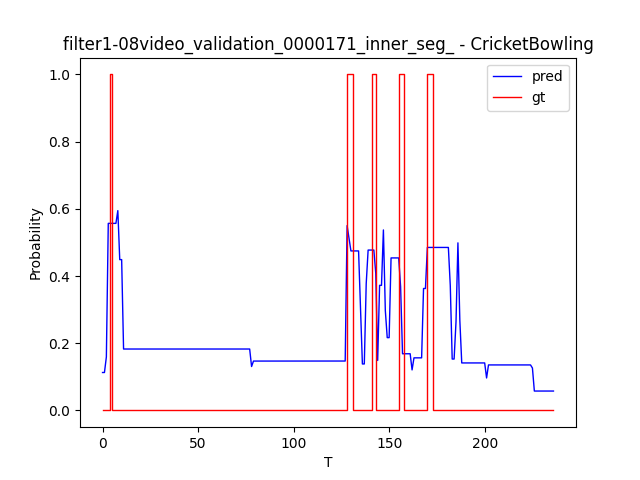 filter1-08video_validation_0000171_inner_seg_ - CricketBowling
pred
gt
1.0
0.8
0.6
0.4
0.2
0.0
Probability
0
50
100
150
200
T